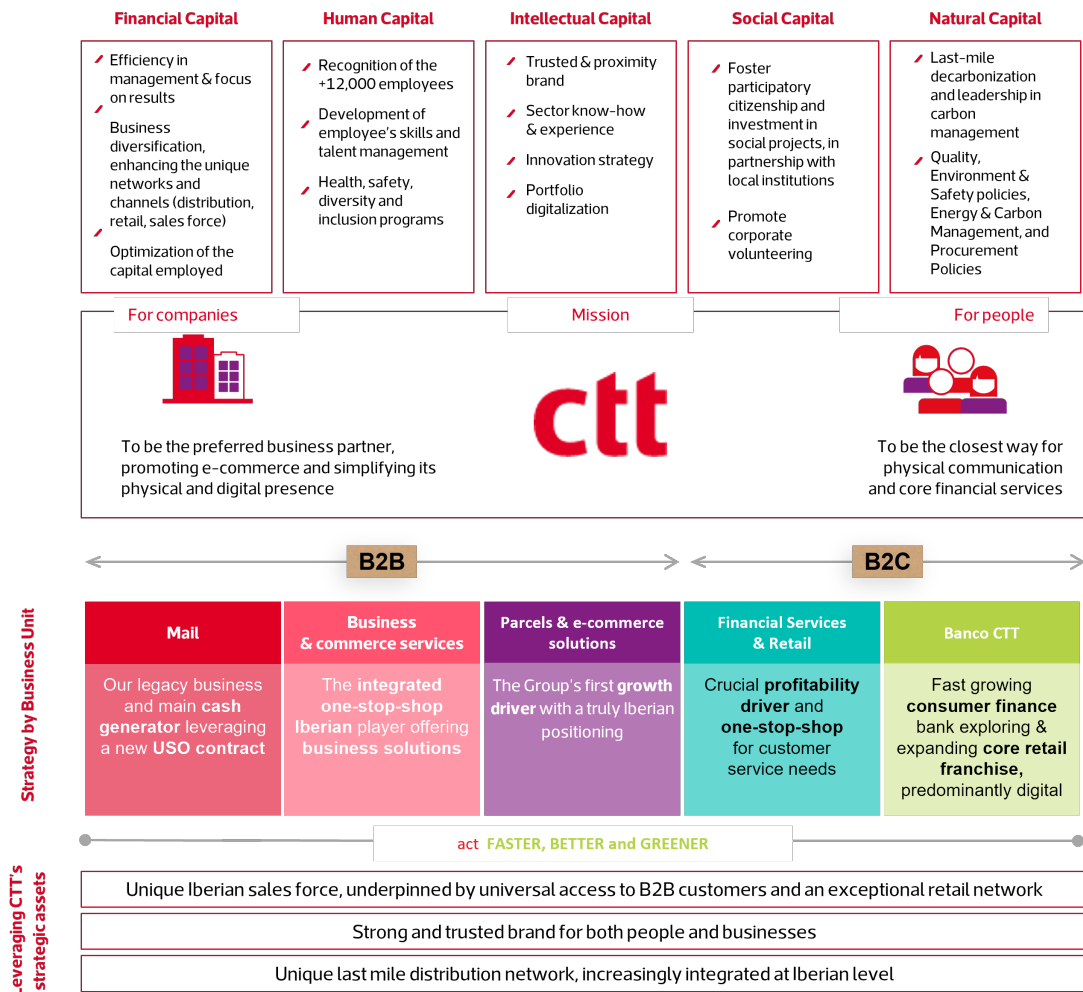 Financial Capital
Human Capital
Intellectual Capital
Social Capital
Natural Capital
Efficiency in
management & focus
on results
Business
diversification,
enhancing the unique
networks and
channels (distribution,
retail, sales force)
Optimization of the
capital employed
Recognition of the
+12,000 employees
Development of
employee's skills and
talent management
Health, safety,
diversity and
inclusion programs
Trusted & proximity
brand
Sector know-how
& experience
Innovation strategy
Portfolio
digitalization
Foster
participatory
citizenship and
investment in
social projects, in
partnership with
local institutions
Promote
corporate
volunteering
Last-mile
decarbonization
and leadership in
carbon
management
Quality,
Environment &
Safety policies,
Energy & Carbon
Management, and
Procurement
Policies
For companies
Mission
For people
ctt
To be the preferred business partner,
promoting e-commerce and simplifying its
physical and digital presence
To be the closest way for
physical communication
and core financial services
B2B
B2C
Strategy by Business Unit
Mail
Our legacy business
and main cash
generator leveraging
a new USO contract
Business
& commerce services
The integrated
one-stop-shop
Iberian player offering
business solutions
Parcels & e-commerce
solutions
The Group's first growth
driver with a truly Iberian
positioning
Financial Services
& Retail
Crucial profitability
driver and
one-stop-shop
for customer
service needs
Banco CTT
Fast growing
consumer finance
bank exploring &
expanding core retail
franchise,
predominantly digital
act FASTER, BETTER and GREENER
Leveraging CTT's
strategic assets
Unique Iberian sales force, underpinned by universal access to B2B customers and an exceptional retail network
Strong and trusted brand for both people and businesses
Unique last mile distribution network, increasingly integrated at Iberian level